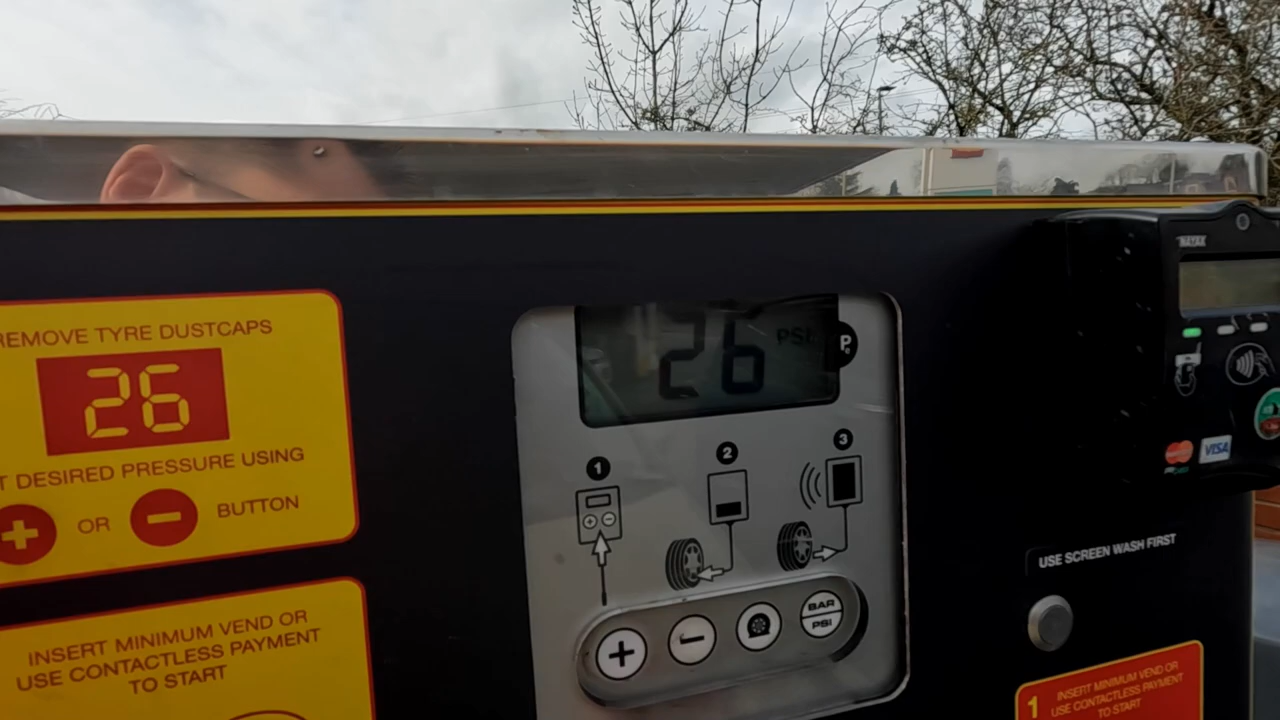 REMOVE TYRE DUSTCAPS
26
T DESIRED PRESSURE USING
+ OR - BUTTON
INSERT MINIMUM VEND OR
USE CONTACTLESS PAYMENT
TO START
26 PSI
P
1
2
3
+ -
BAR
PSI
VISA
USE SCREEN WASH FIRST
1 INSERT MINIMUM VEND OR
USE CONTACTLESS PAYMENT
TO START